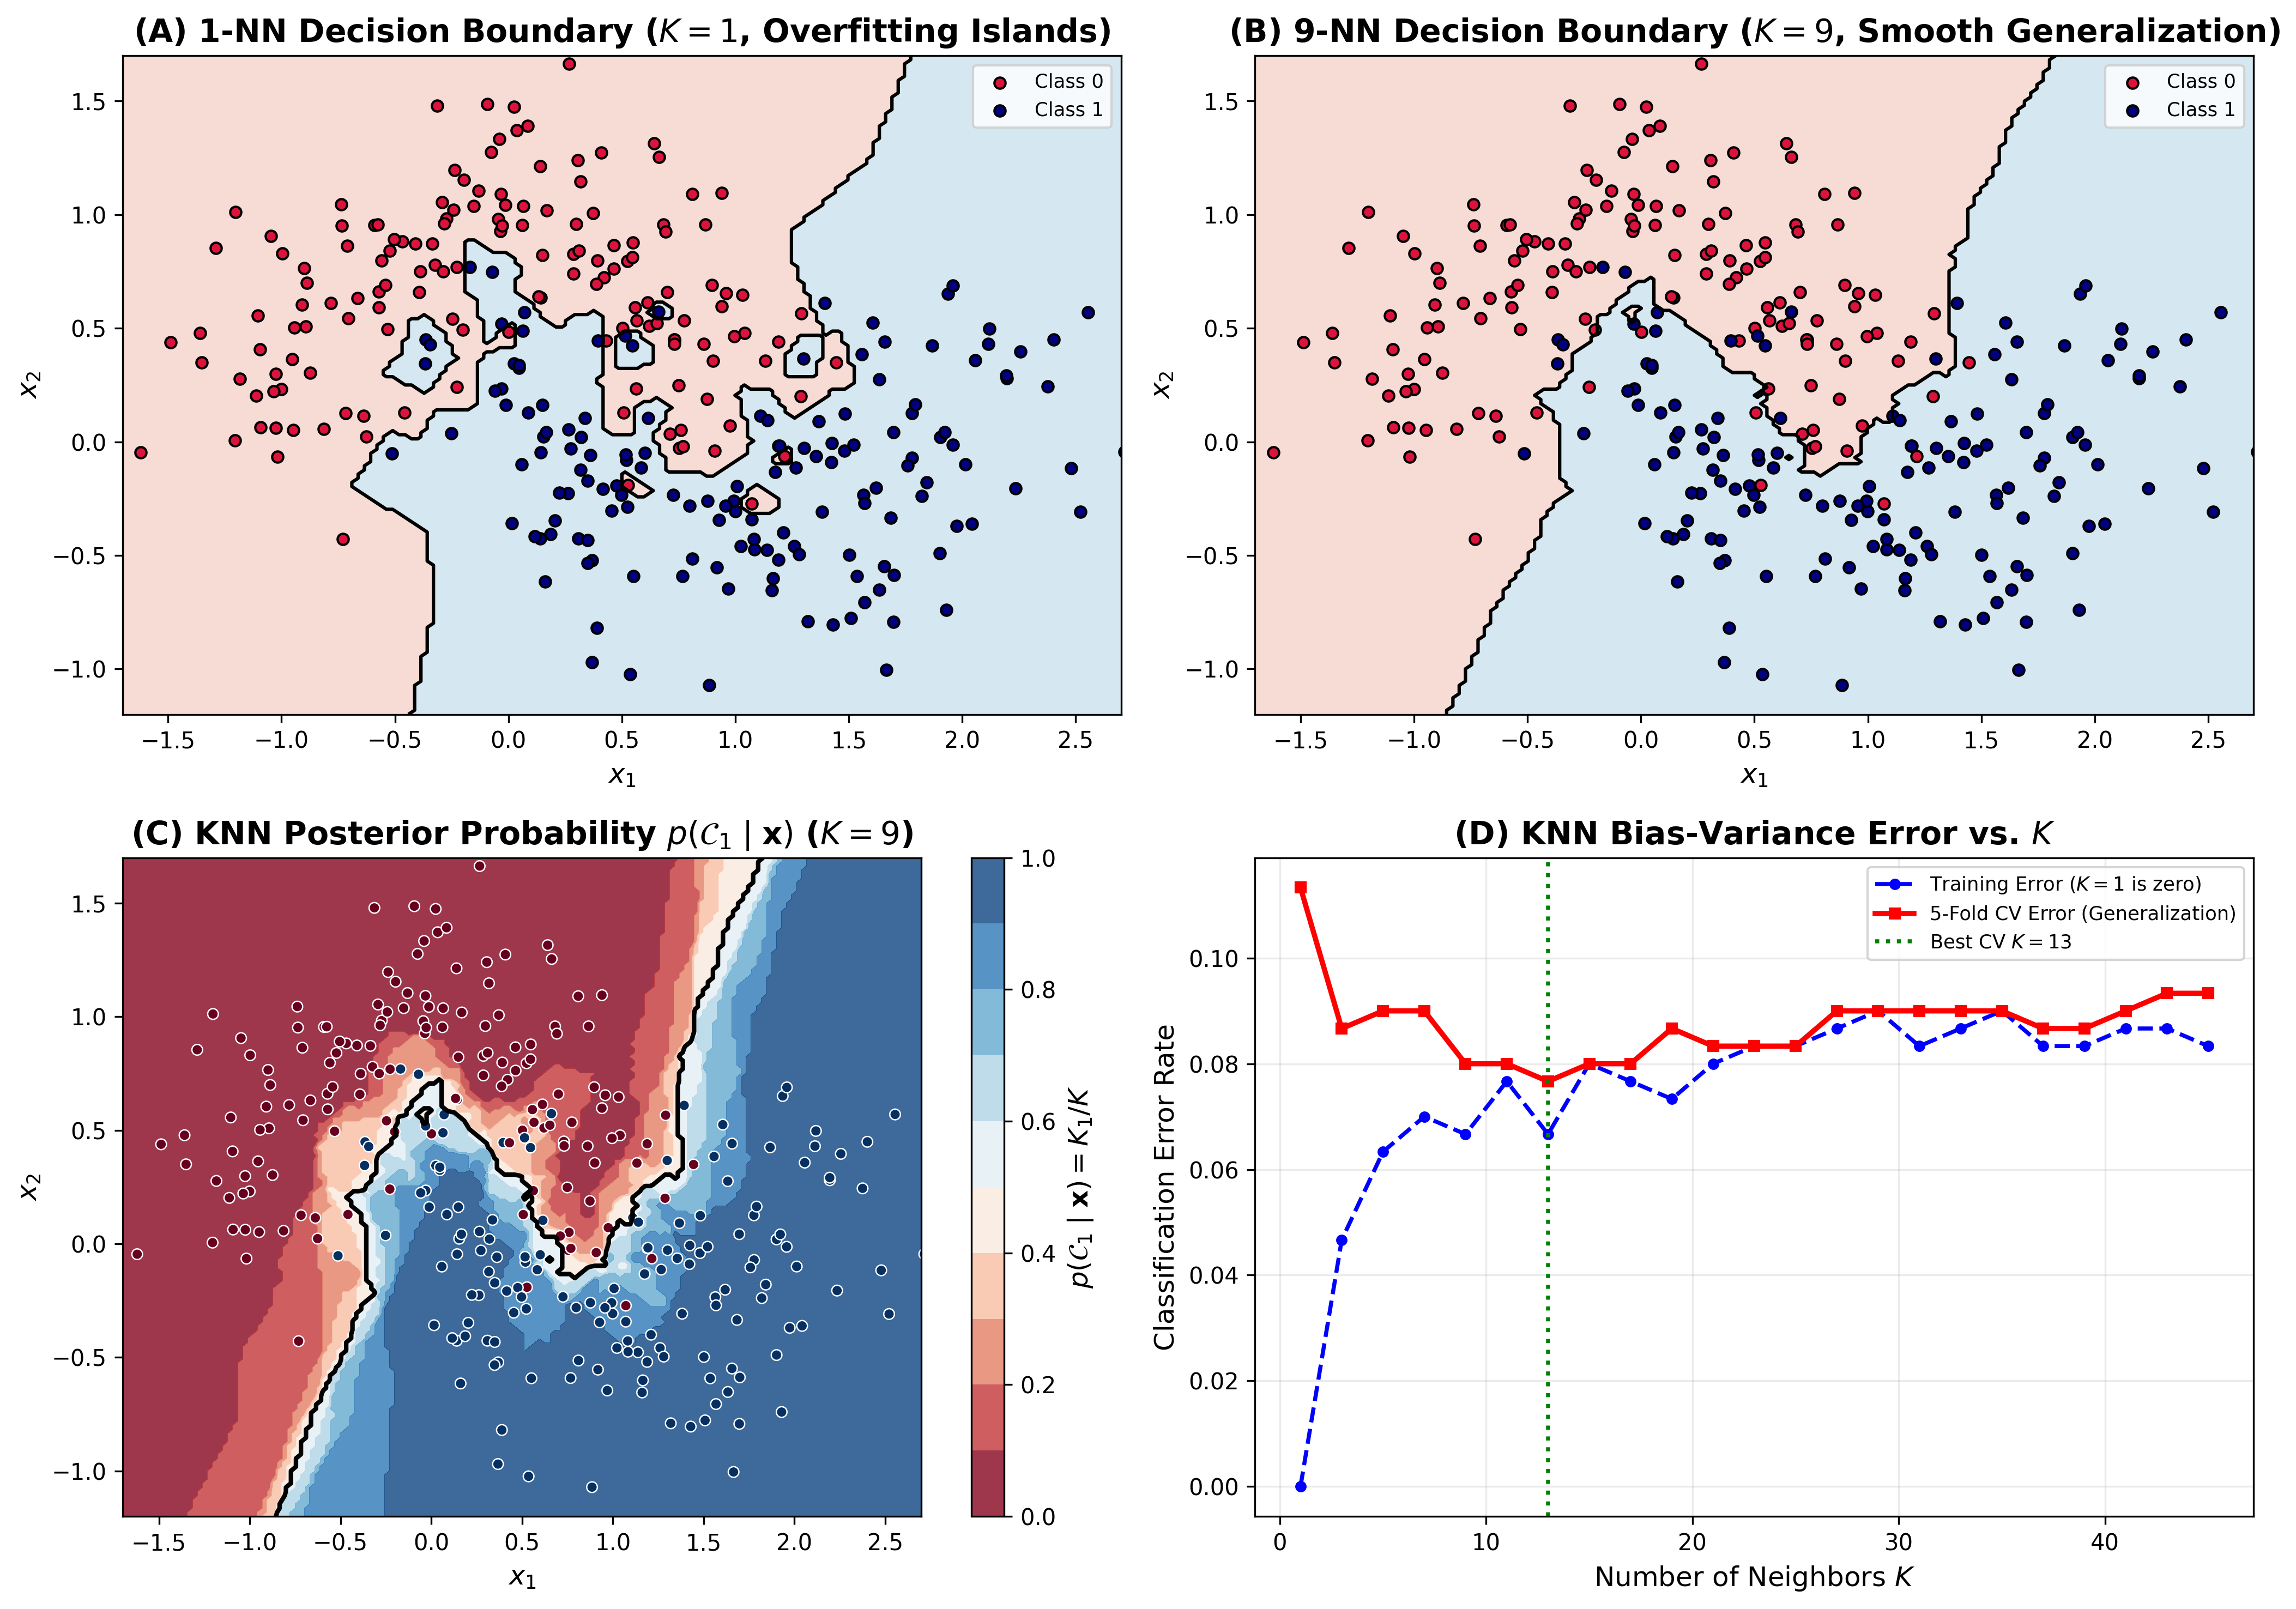 (A) 1-NN Decision Boundary (K = 1, Overfitting Islands)
Class 0
Class 1
1.5
1.0
0.5
0.0
−0.5
−1.0
x₂
−1.5 −1.0 −0.5 0.0 0.5 1.0 1.5 2.0 2.5
x₁
(B) 9-NN Decision Boundary (K = 9, Smooth Generalization)
Class 0
Class 1
1.5
1.0
0.5
0.0
−0.5
−1.0
x₂
−1.5 −1.0 −0.5 0.0 0.5 1.0 1.5 2.0 2.5
x₁
(C) KNN Posterior Probability p(𝒞₁ | x) (K = 9)
1.5
1.0
0.5
0.0
−0.5
−1.0
x₂
−1.5 −1.0 −0.5 0.0 0.5 1.0 1.5 2.0 2.5
x₁
1.0
0.8
0.6
0.4
0.2
0.0
p(𝒞₁ | x) = K₁/K
(D) KNN Bias-Variance Error vs. K
Training Error (K = 1 is zero)
5-Fold CV Error (Generalization)
Best CV K = 13
0.10
0.08
0.06
0.04
0.02
0.00
Classification Error Rate
0 10 20 30 40
Number of Neighbors K